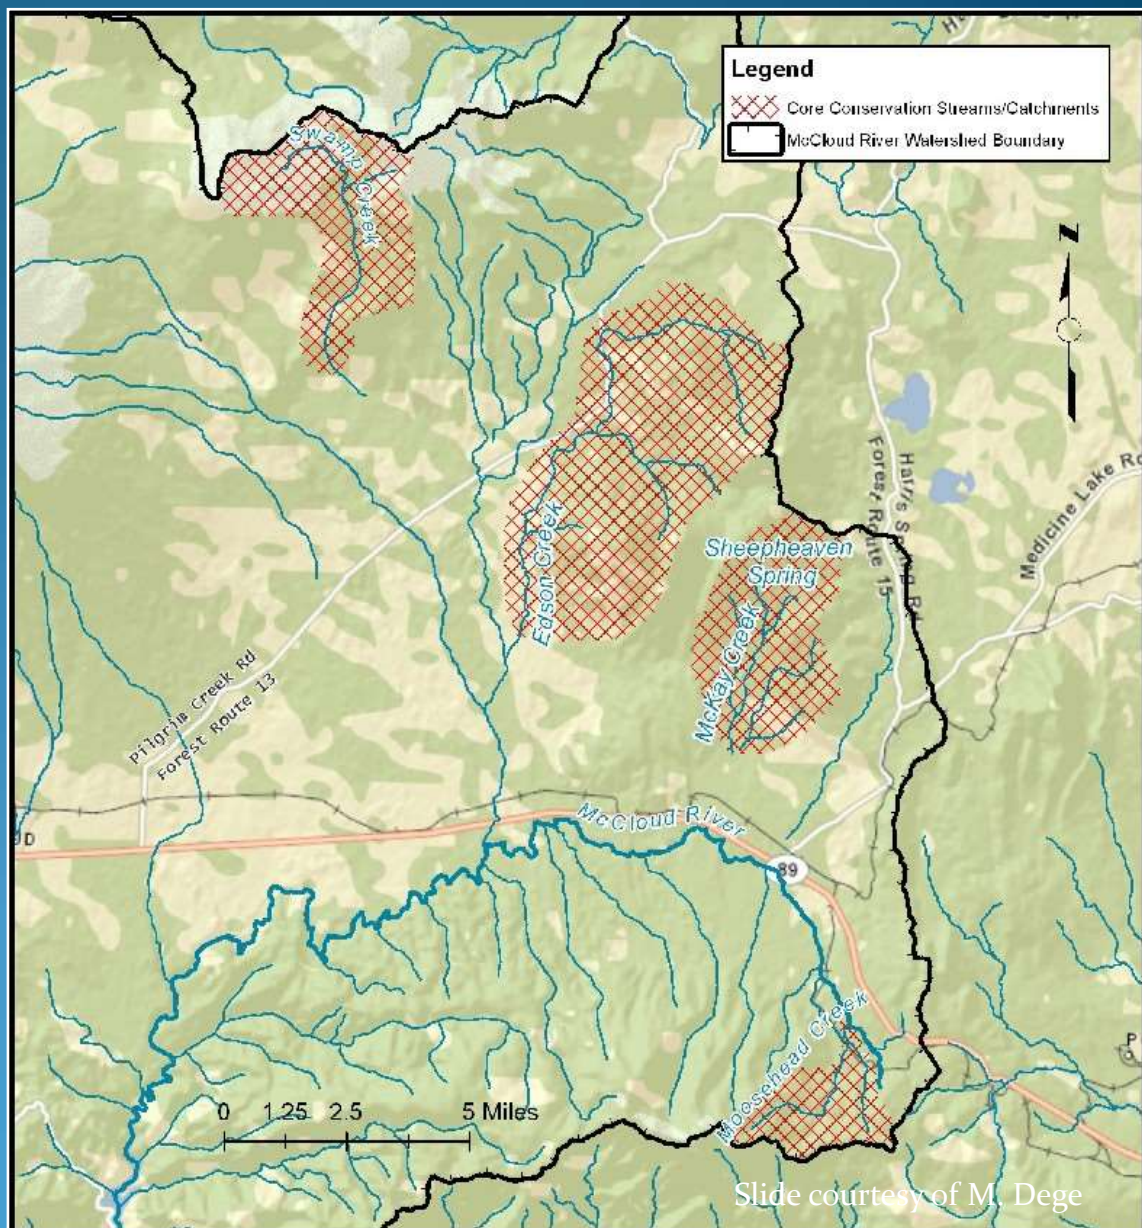 Legend
Core Conservation Streams/Catchments
McCloud River Watershed Boundary
Swamp Creek
Z
Harris Spring Rd
Forest Route 15
Medicine Lake Rd
Edson Creek
Sheepheaven
Spring
McKay Creek
Pilgrim Creek Rd
Forest Route 13
McCloud River
89
Moosehead Creek
P
0 1.25 2.5 5 Miles
Slide courtesy of M. Dege